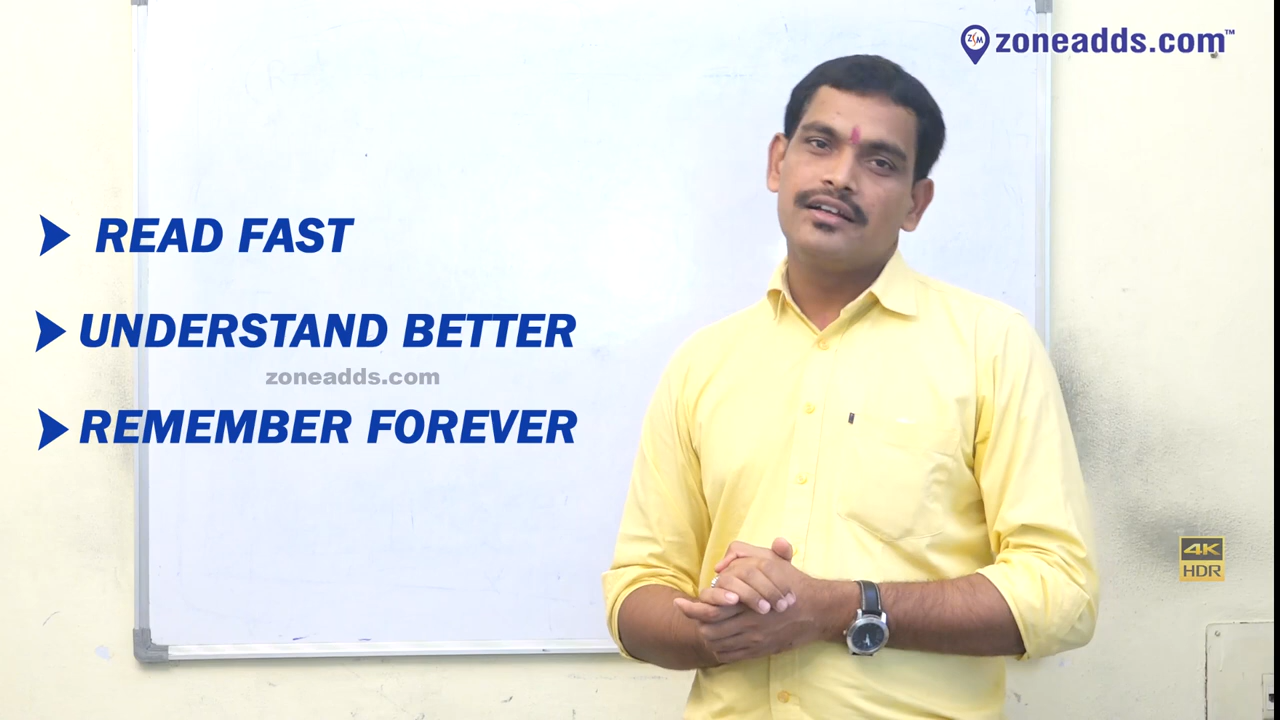 zoneadds.com™
READ FAST
UNDERSTAND BETTER
zoneadds.com
REMEMBER FOREVER
4K
HDR